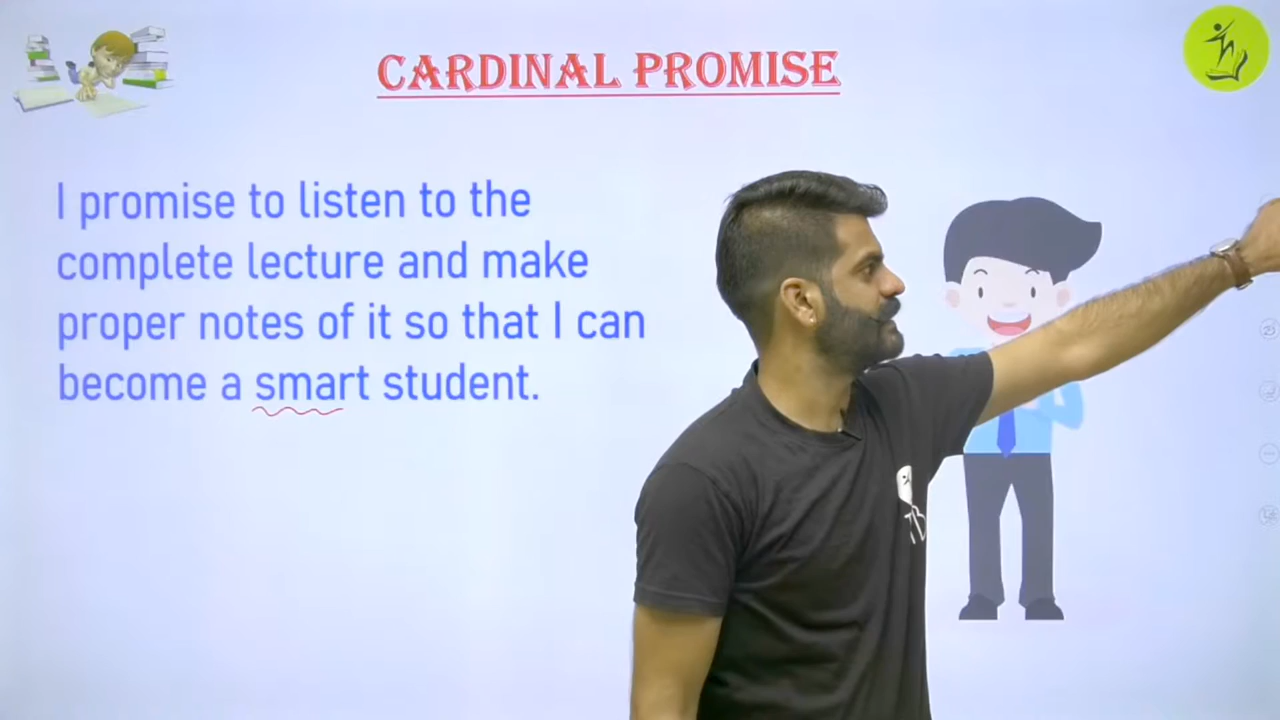 CARDINAL PROMISE
I promise to listen to the
complete lecture and make
proper notes of it so that I can
become a smart student.